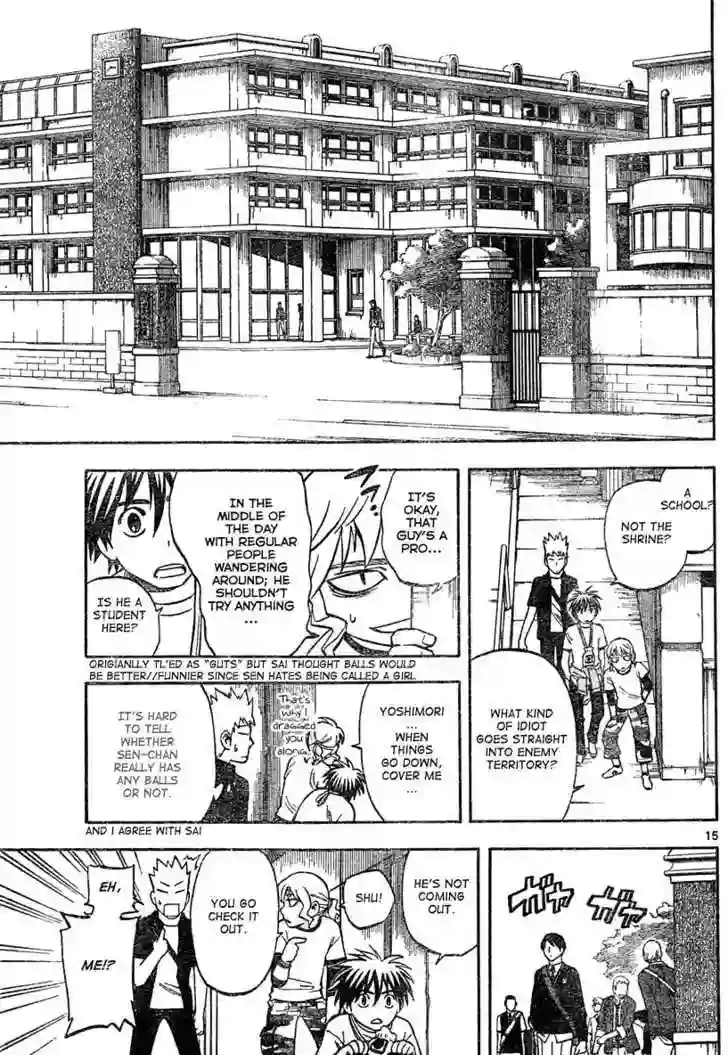 A
SCHOOL?
NOT THE
SHRINE?
WHAT KIND
OF IDIOT
GOES STRAIGHT
INTO ENEMY
TERRITORY?
IT'S
OKAY,
THAT
GUY'S A
PRO...
IN THE
MIDDLE OF
THE DAY
WITH REGULAR
PEOPLE
WANDERING
AROUND; HE
SHOULDN'T
TRY ANYTHING
...
IS HE A
STUDENT
HERE?
ORIGIANLLY TL'ED AS "GUTS" BUT SAI THOUGHT BALLS WOULD
BE BETTER//FUNNIER SINCE SEN HATES BEING CALLED A GIRL
YOSHIMORI
...
WHEN
THINGS
GO DOWN,
COVER ME
...
That's
why I
dragged
you
along.
IT'S HARD
TO TELL
WHETHER
SEN-CHAN
REALLY HAS
ANY BALLS
OR NOT.
AND I AGREE WITH SAI
15
ガヤ
ガヤ
HE'S NOT
COMING
OUT.
SHU!
YOU GO
CHECK IT
OUT.
EH,
ME!?